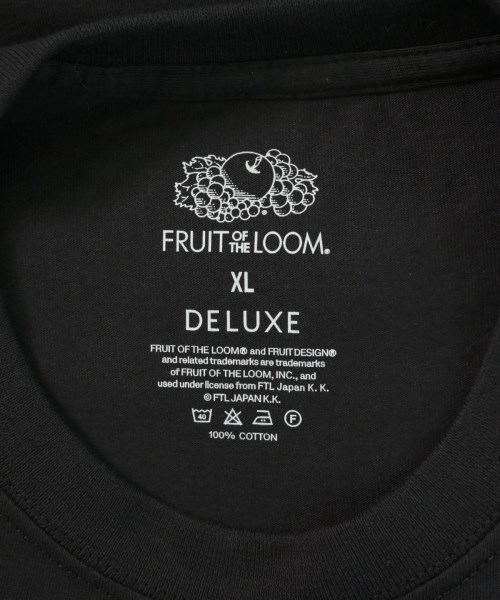 FRUIT OF THE LOOM®
XL
DELUXE
FRUIT OF THE LOOM® and FRUIT DESIGN®
and related trademarks are trademarks
of FRUIT OF THE LOOM, INC., and
used under license from FTL Japan K. K.
© FTL JAPAN K.K.
40 F
100% COTTON